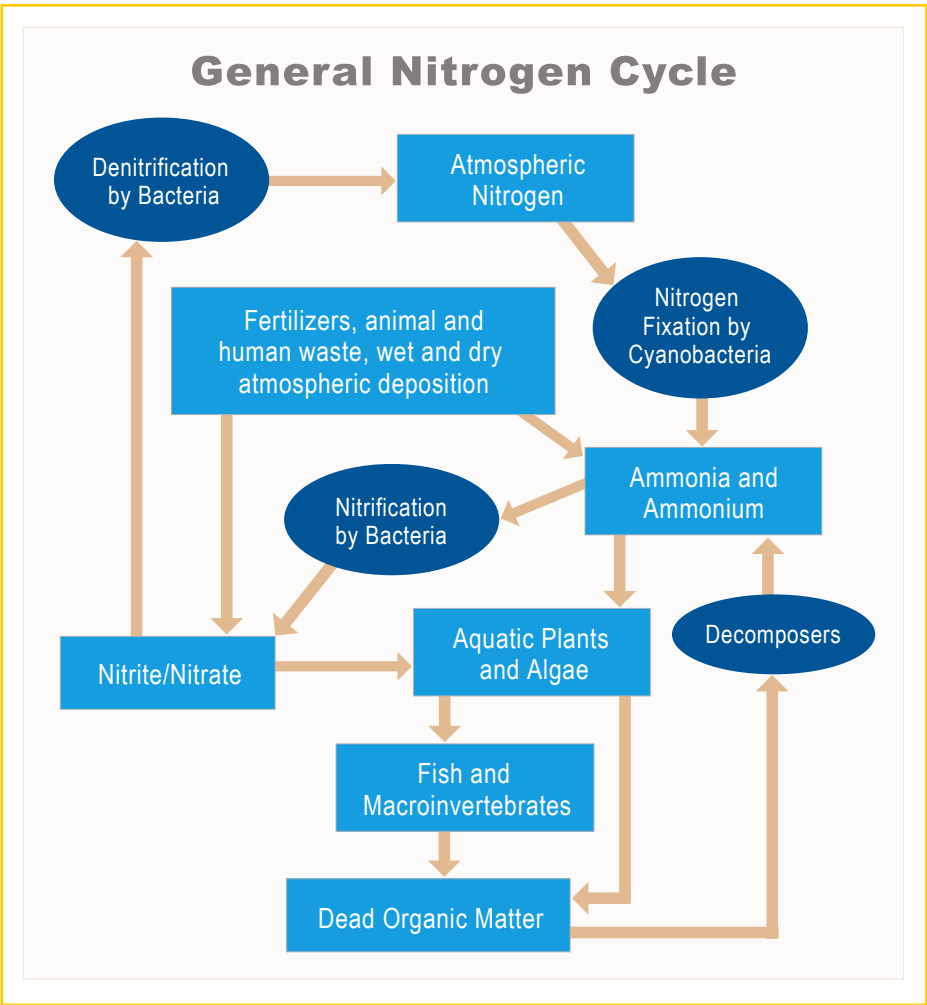 General Nitrogen Cycle
Denitrification
by Bacteria
Atmospheric
Nitrogen
Nitrogen
Fixation by
Cyanobacteria
Fertilizers, animal and
human waste, wet and dry
atmospheric deposition
Ammonia and
Ammonium
Nitrification
by Bacteria
Decomposers
Aquatic Plants
and Algae
Nitrite/Nitrate
Fish and
Macroinvertebrates
Dead Organic Matter